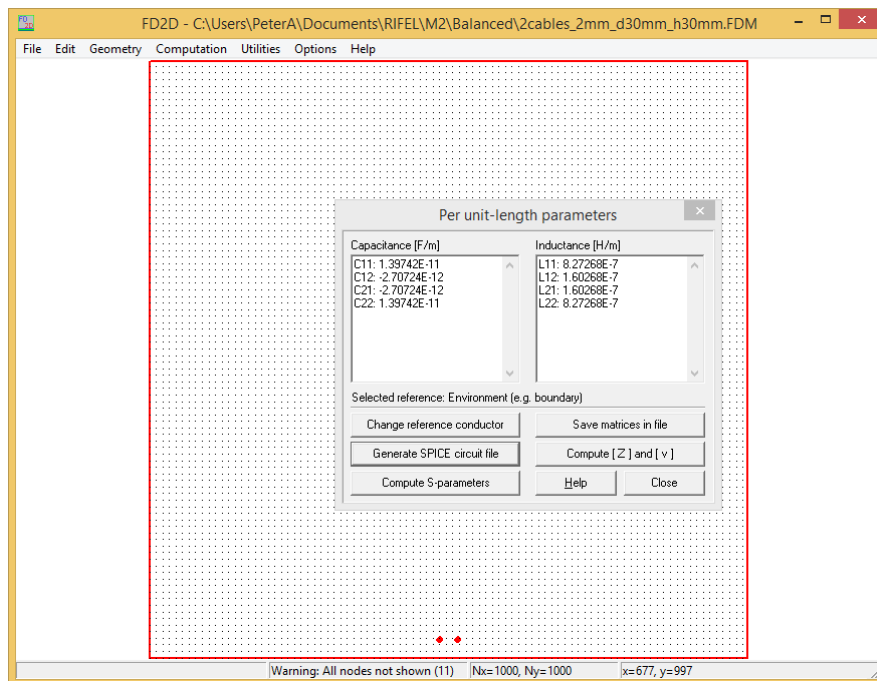 FD2D - C:\Users\PeterA\Documents\RIFEL\M2\Balanced\2cables_2mm_d30mm_h30mm.FDM
File Edit Geometry Computation Utilities Options Help
Per unit-length parameters
Capacitance [F/m] Inductance [H/m]
C11: 1.39742E-11 L11: 8.27268E-7
C12: -2.70724E-12 L12: 1.60268E-7
C21: -2.70724E-12 L21: 1.60268E-7
C22: 1.39742E-11 L22: 8.27268E-7
Selected reference: Environment (e.g. boundary)
Change reference conductor Save matrices in file
Generate SPICE circuit file Compute [ Z ] and [ v ]
Compute S-parameters Help Close
Warning: All nodes not shown (11) Nx=1000, Ny=1000 x=677, y=997